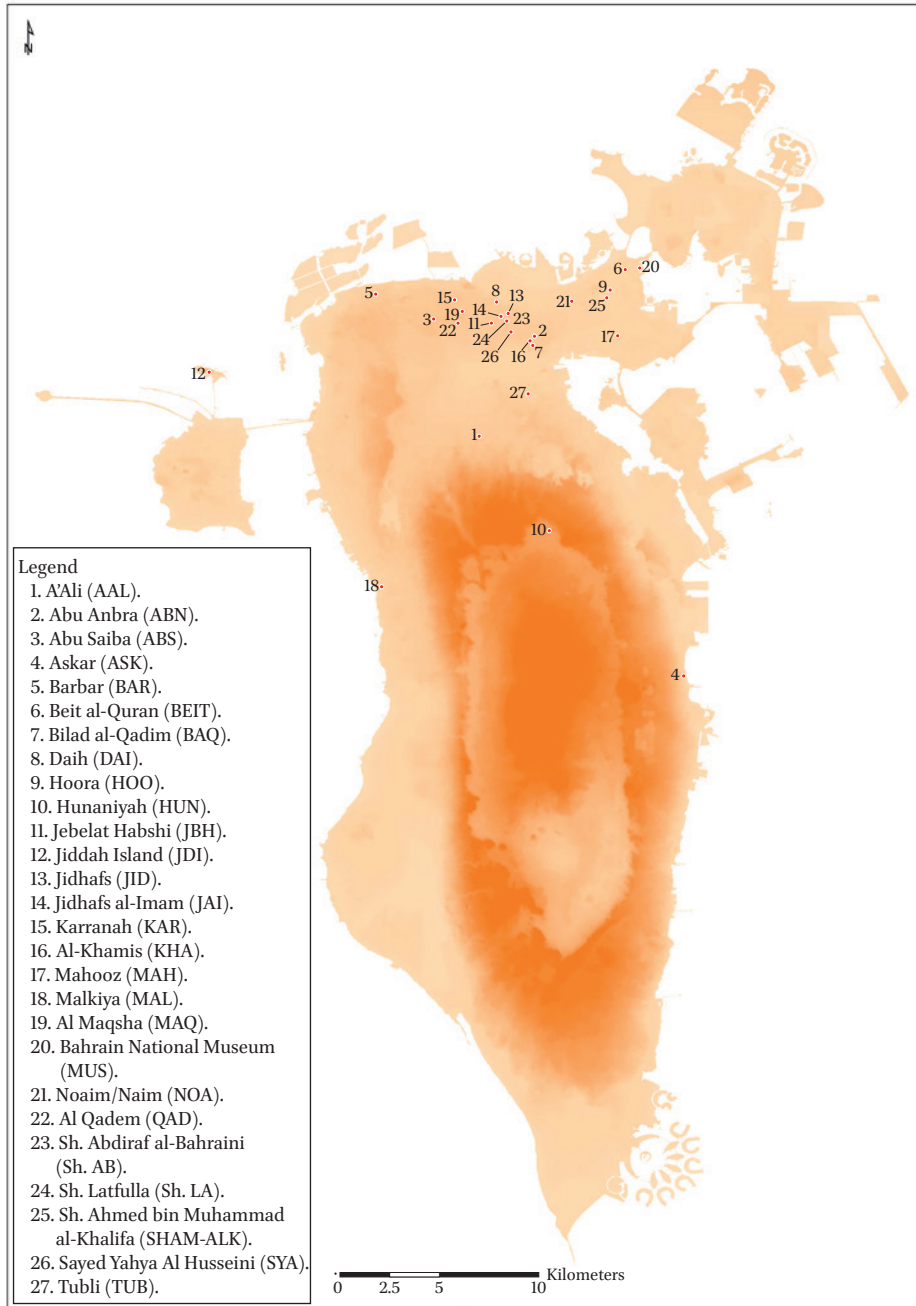 N
6
20
5
15
8
13
9
21
25
3
19
14
22
11
23
24
2
17
26
16
7
12
27
1
10
18
4
Legend
1. A'Ali (AAL).
2. Abu Anbra (ABN).
3. Abu Saiba (ABS).
4. Askar (ASK).
5. Barbar (BAR).
6. Beit al-Quran (BEIT).
7. Bilad al-Qadim (BAQ).
8. Daih (DAI).
9. Hoora (HOO).
10. Hunaniyah (HUN).
11. Jebelat Habshi (JBH).
12. Jiddah Island (JDI).
13. Jidhafs (JID).
14. Jidhafs al-Imam (JAI).
15. Karranah (KAR).
16. Al-Khamis (KHA).
17. Mahooz (MAH).
18. Malkiya (MAL).
19. Al Maqsha (MAQ).
20. Bahrain National Museum
(MUS).
21. Noaim/Naim (NOA).
22. Al Qadem (QAD).
23. Sh. Abdiraf al-Bahraini
(Sh. AB).
24. Sh. Latfulla (Sh. LA).
25. Sh. Ahmed bin Muhammad
al-Khalifa (SHAM-ALK).
26. Sayed Yahya Al Husseini (SYA).
27. Tubli (TUB).
Kilometers
0 2.5 5 10